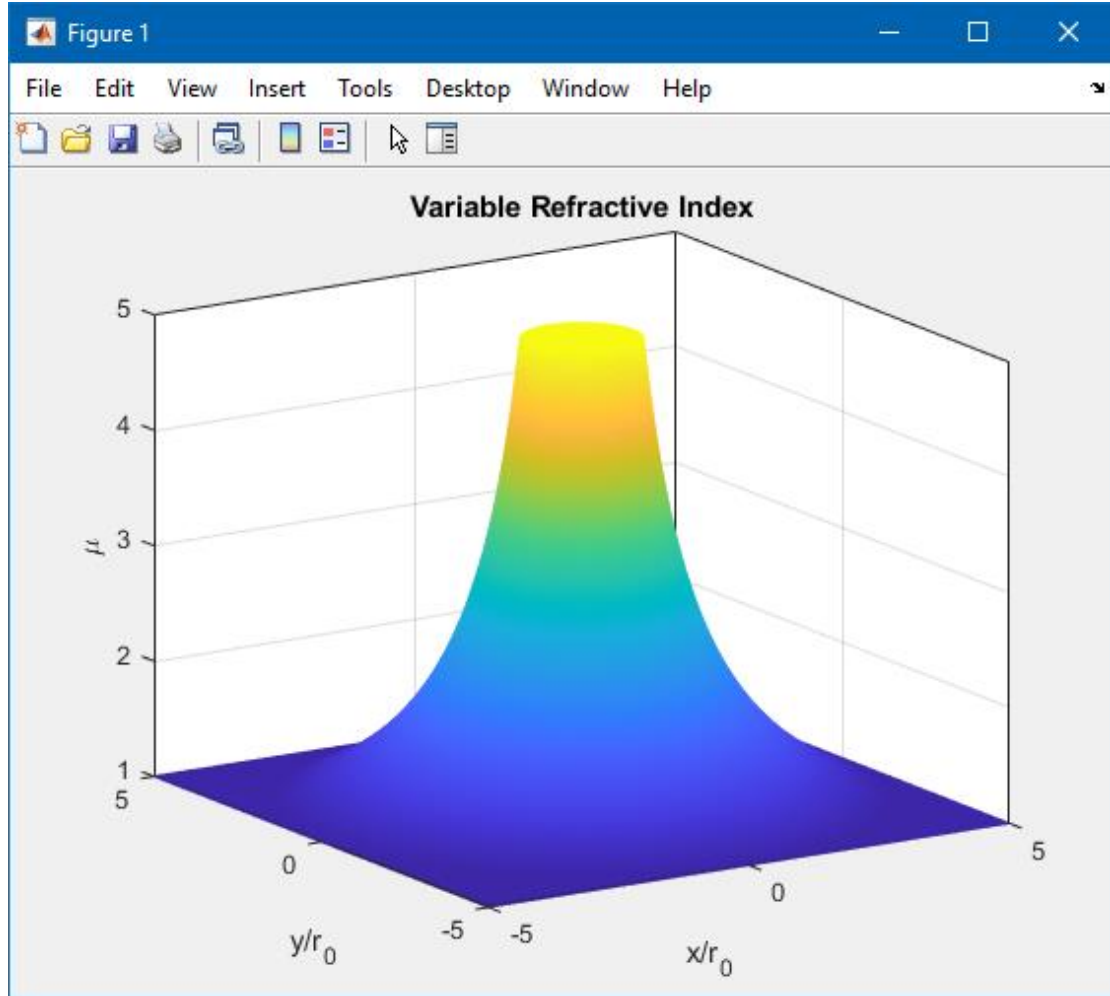 Figure 1
File Edit View Insert Tools Desktop Window Help
Variable Refractive Index
5
4
3
2
1
μ
5
0
-5
y/r0
-5
0
5
x/r0